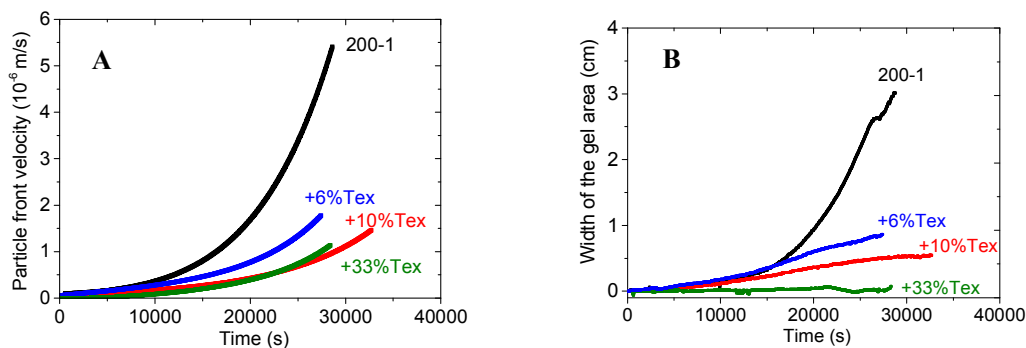 A
Particle front velocity (10⁻⁶ m/s)
6
5
4
3
2
1
0
200-1
+6%Tex
+10%Tex
+33%Tex
0 10000 20000 30000 40000
Time (s)
B
Width of the gel area (cm)
4
3
2
1
0
200-1
+6%Tex
+10%Tex
+33%Tex
0 10000 20000 30000 40000
Time (s)